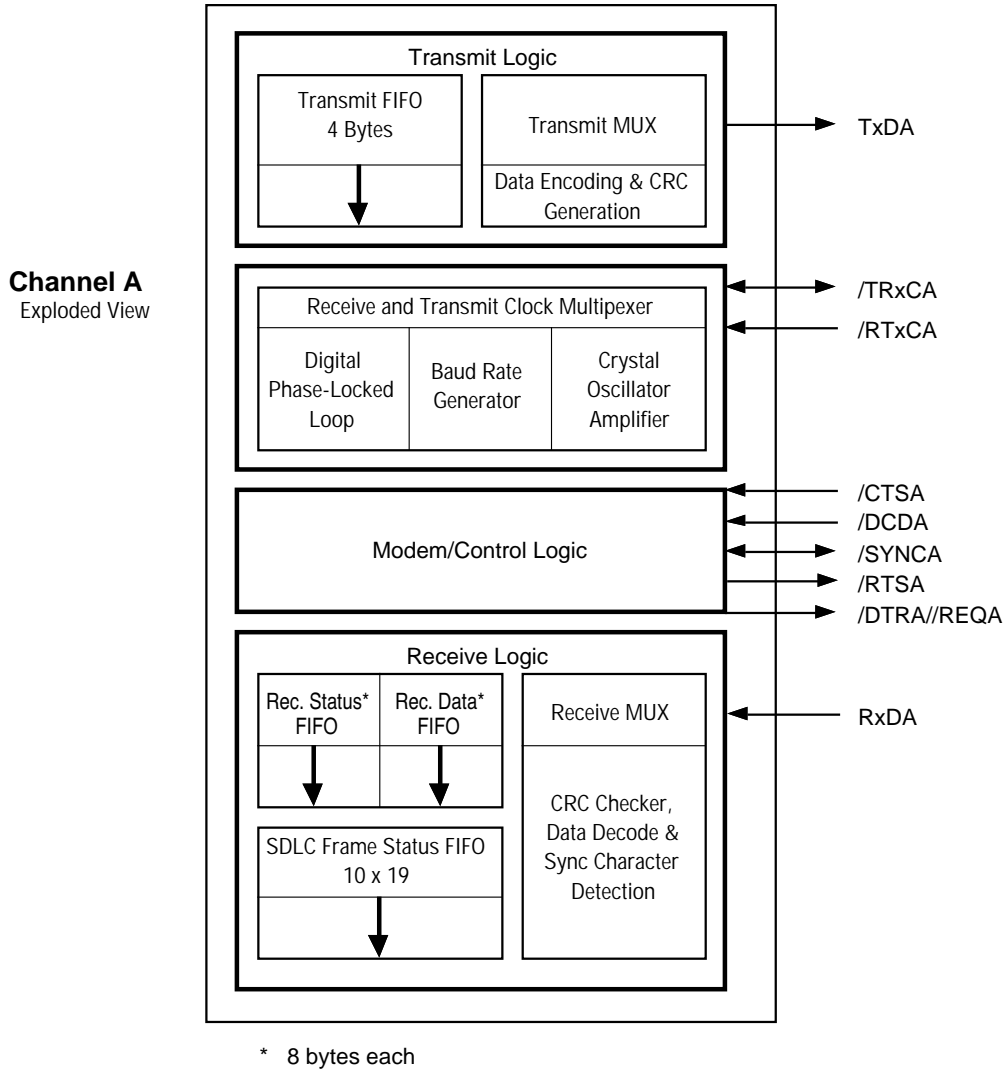 Transmit Logic
Transmit FIFO
4 Bytes
Transmit MUX
Data Encoding & CRC
Generation
TxDA
Channel A
Exploded View
Receive and Transmit Clock Multipexer
Digital
Phase-Locked
Loop
Baud Rate
Generator
Crystal
Oscillator
Amplifier
/TRxCA
/RTxCA
Modem/Control Logic
/CTSA
/DCDA
/SYNCA
/RTSA
/DTRA//REQA
Receive Logic
Rec. Status*
FIFO
Rec. Data*
FIFO
Receive MUX
RxDA
SDLC Frame Status FIFO
10 x 19
CRC Checker,
Data Decode &
Sync Character
Detection
* 8 bytes each